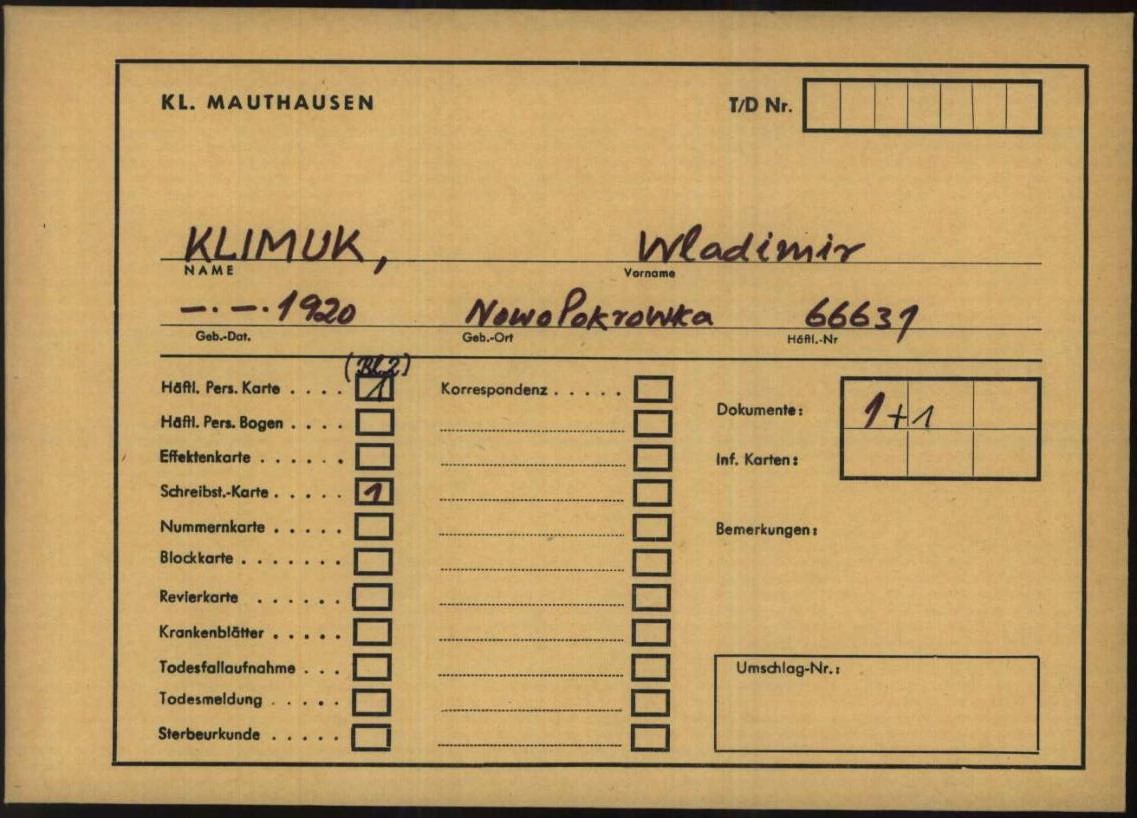 KL. MAUTHAUSEN T/D Nr.
KLIMUK, Wladimir
NAME Vorname
—.—.1920 NowoPokrowka 66631
Geb.-Dat. Geb.-Ort Häftl.-Nr
(Bl.2)
Häftl. Pers. Karte . . . . 1 Korrespondenz . . . . .
Häftl. Pers. Bogen . . . .
Effektenkarte . . . . . .
Schreibst.-Karte . . . . . 1
Nummernkarte . . . . .
Blockkarte . . . . . . .
Revierkarte . . . . . .
Krankenblätter . . . . .
Todesfallaufnahme . . .
Todesmeldung . . . . .
Sterbeurkunde . . . . .
Dokumente: 1+1
Inf. Karten:
Bemerkungen:
Umschlag-Nr.: